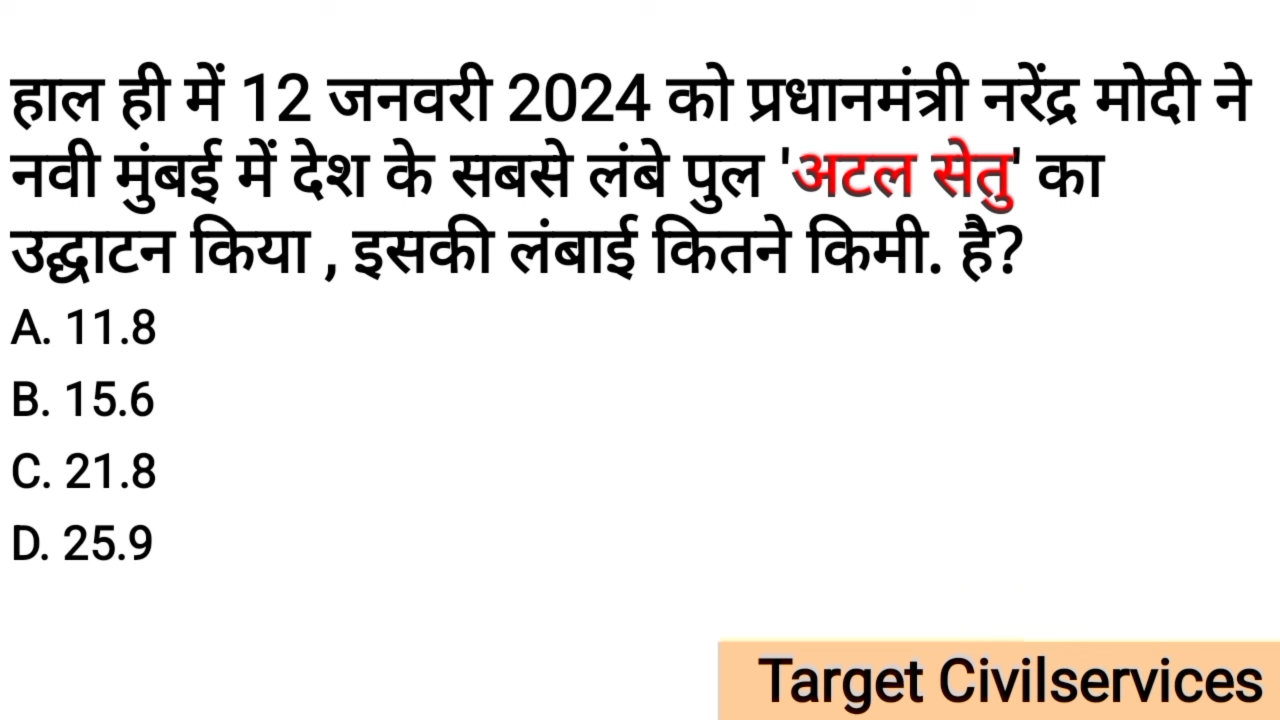 हाल ही में 12 जनवरी 2024 को प्रधानमंत्री नरेंद्र मोदी ने
नवी मुंबई में देश के सबसे लंबे पुल 'अटल सेतु' का
उद्घाटन किया , इसकी लंबाई कितने किमी. है?
A. 11.8
B. 15.6
C. 21.8
D. 25.9
Target Civilservices